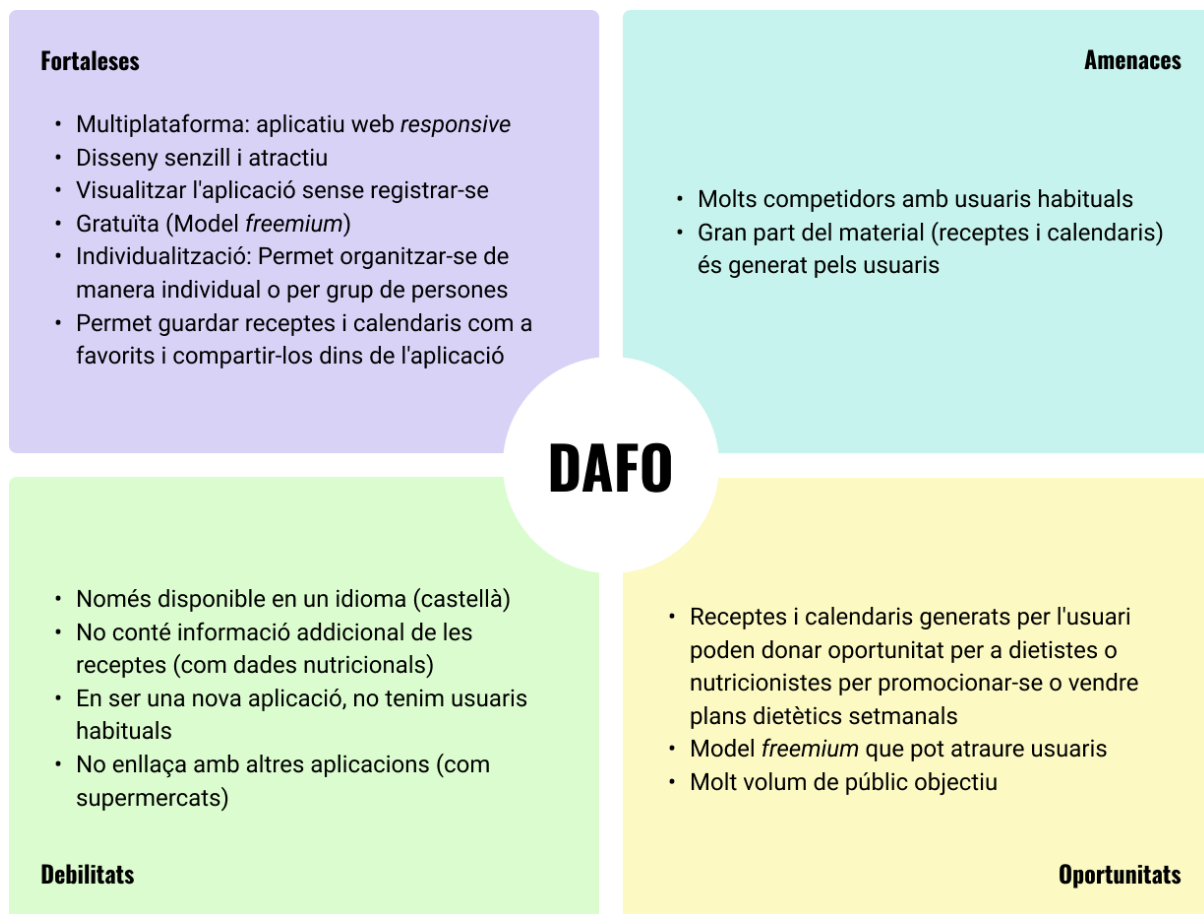 Fortaleses
• Multiplataforma: aplicatiu web responsive
• Disseny senzill i atractiu
• Visualitzar l'aplicació sense registrar-se
• Gratuïta (Model freemium)
• Individualització: Permet organitzar-se de
manera individual o per grup de persones
• Permet guardar receptes i calendaris com a
favorits i compartir-los dins de l'aplicació
Amenaces
• Molts competidors amb usuaris habituals
• Gran part del material (receptes i calendaris)
és generat pels usuaris
DAFO
• Només disponible en un idioma (castellà)
• No conté informació addicional de les
receptes (com dades nutricionals)
• En ser una nova aplicació, no tenim usuaris
habituals
• No enllaça amb altres aplicacions (com
supermercats)
Debilitats
• Receptes i calendaris generats per l'usuari
poden donar oportunitat per a dietistes o
nutricionistes per promocionar-se o vendre
plans dietètics setmanals
• Model freemium que pot atraure usuaris
• Molt volum de públic objectiu
Oportunitats